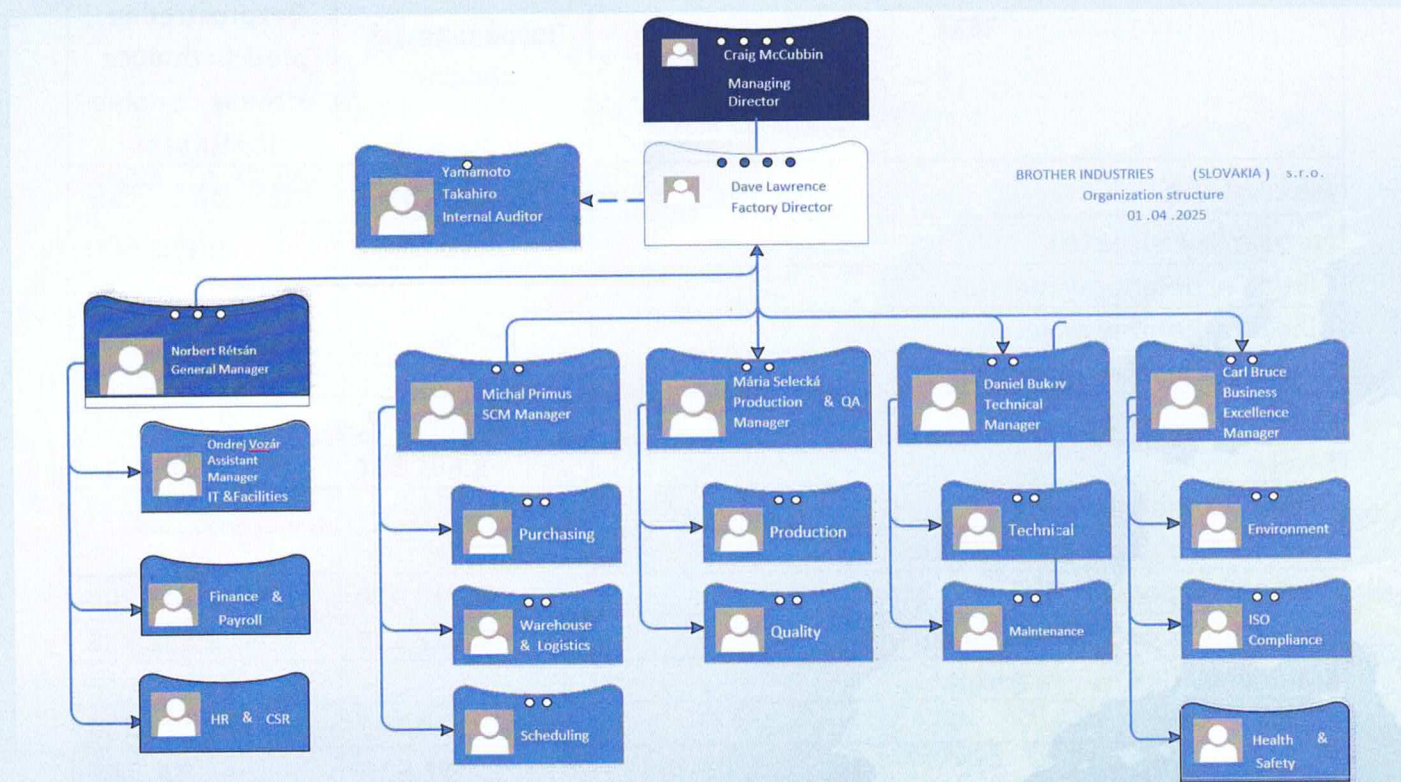 Craig McCubbin
Managing
Director
Yamamoto
Takahiro
Internal Auditor
Dave Lawrence
Factory Director
BROTHER INDUSTRIES (SLOVAKIA ) s.r.o.
Organization structure
01 .04 .2025
Norbert Rétsán
General Manager
Michal Primus
SCM Manager
Mária Selecká
Production & QA
Manager
Daniel Bukov
Technical
Manager
Carl Bruce
Business
Excellence
Manager
Ondrej Vozár
Assistant
Manager
IT &Facilities
Purchasing
Production
Technical
Environment
Finance &
Payroll
Warehouse
& Logistics
Quality
Maintenance
ISO
Compliance
HR & CSR
Scheduling
Health &
Safety